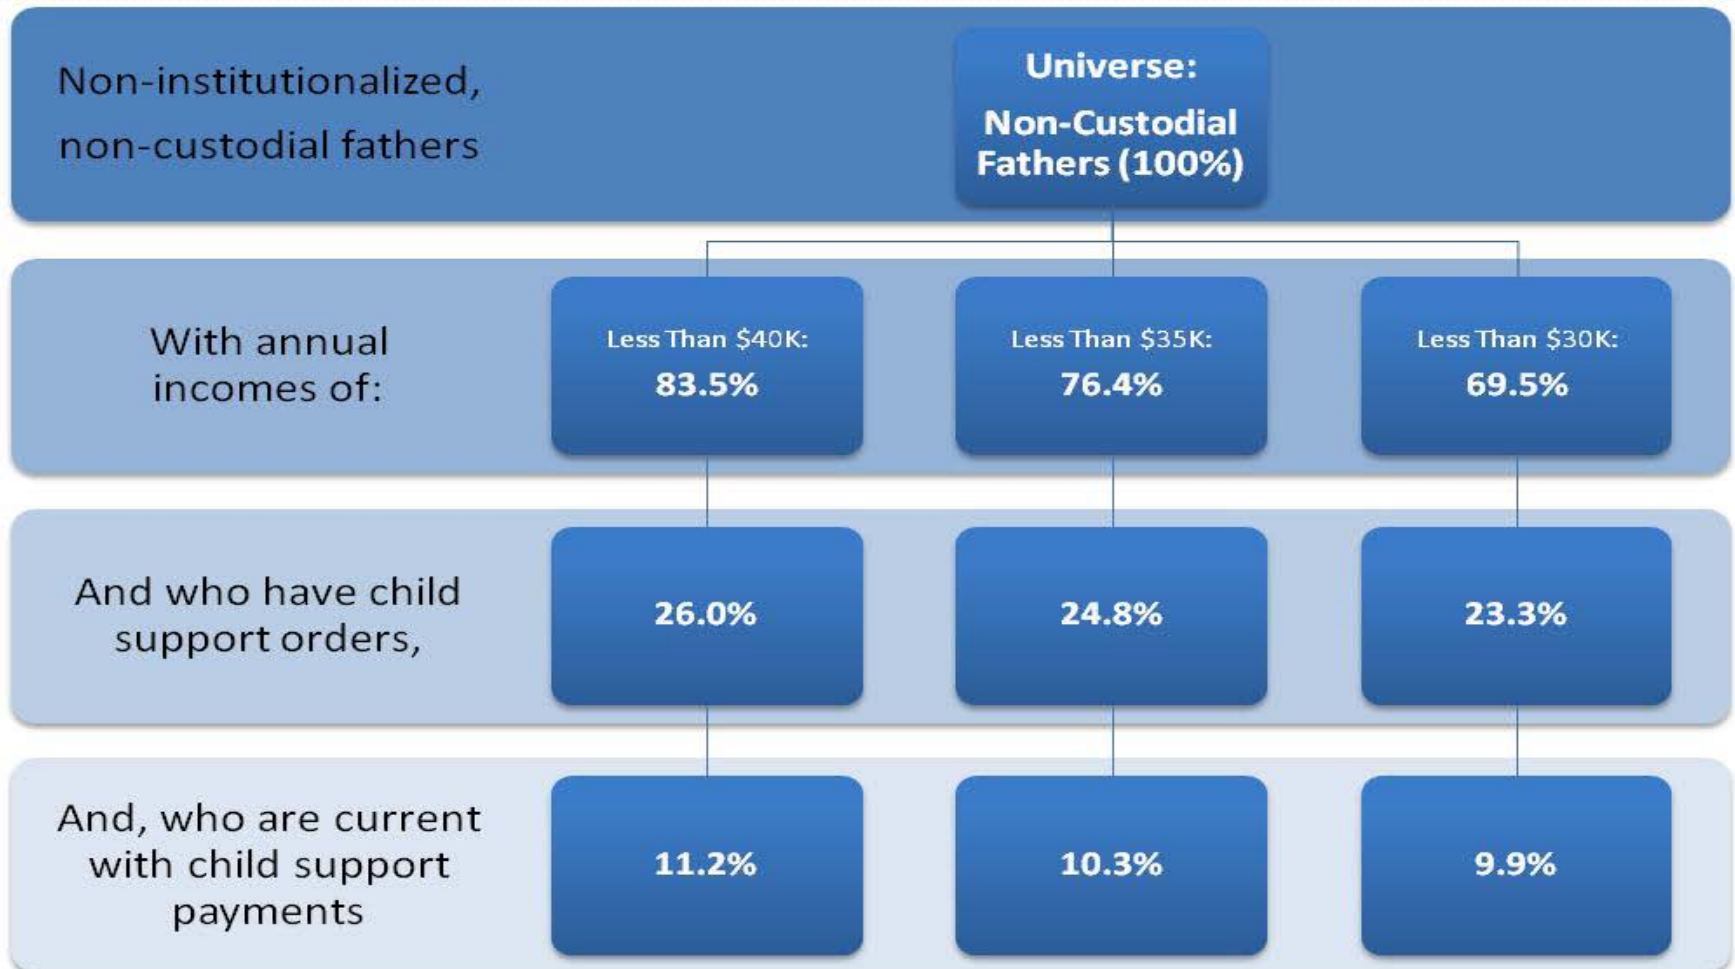 Non-institutionalized,
non-custodial fathers
Universe:
Non-Custodial
Fathers (100%)
With annual
incomes of:
Less Than $40K:
83.5%
Less Than $35K:
76.4%
Less Than $30K:
69.5%
And who have child
support orders,
26.0%
24.8%
23.3%
And, who are current
with child support
payments
11.2%
10.3%
9.9%